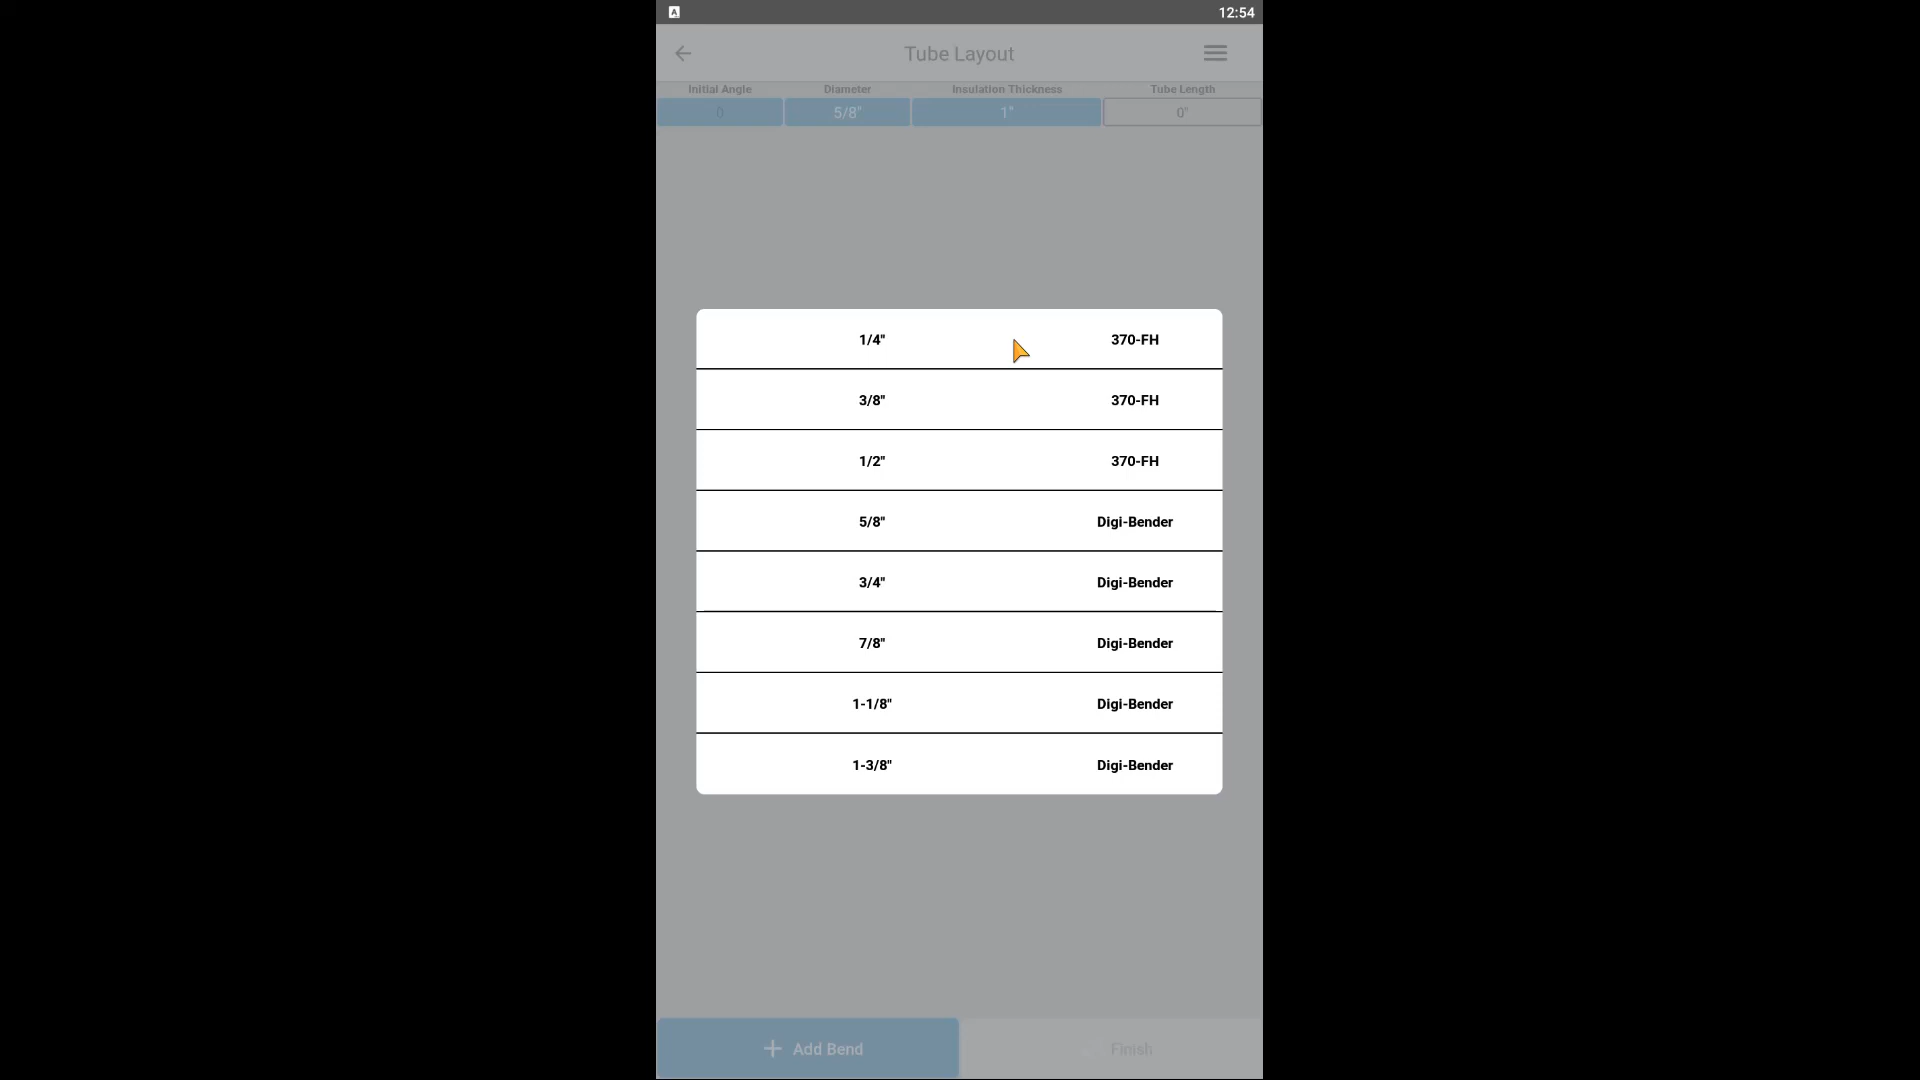 A 12:54
Tube Layout
Initial Angle Diameter Insulation Thickness Tube Length
0 5/8" 1" 0"
1/4" 370-FH
3/8" 370-FH
1/2" 370-FH
5/8" Digi-Bender
3/4" Digi-Bender
7/8" Digi-Bender
1-1/8" Digi-Bender
1-3/8" Digi-Bender
+ Add Bend Finish